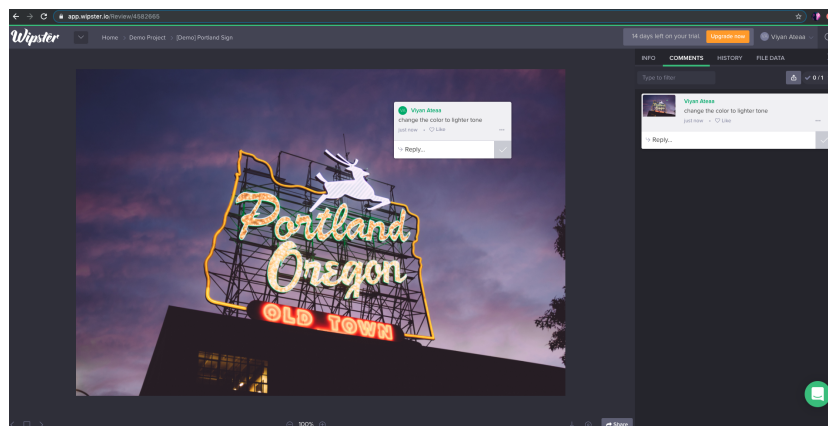 app.wipster.io/Review/4582665
Wipster
Home
Demo Project
[Demo] Portland Sign
14 days left on your trial.
Upgrade now
Viyan Ateaa
INFO
COMMENTS
HISTORY
FILE DATA
Type to filter
0 / 1
Viyan Ateaa
change the color to lighter tone
just now • Like
Reply...
Viyan Ateaa
change the color to lighter tone
just now • Like
Reply...
Portland
Oregon
OLD TOWN
100%
Share